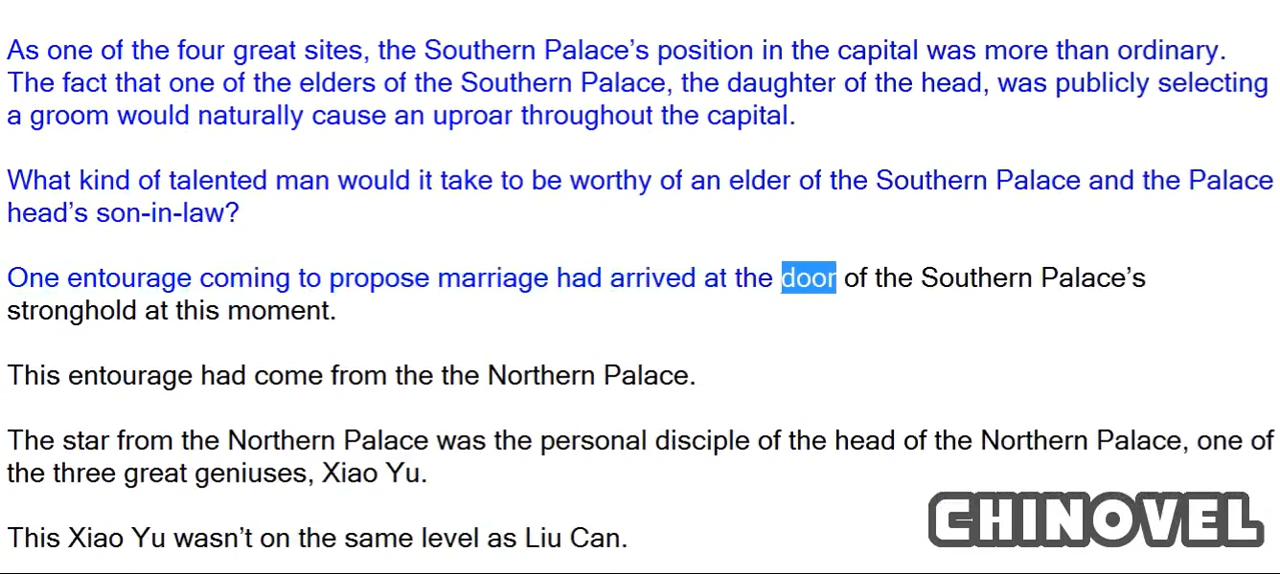 As one of the four great sites, the Southern Palace’s position in the capital was more than ordinary.
The fact that one of the elders of the Southern Palace, the daughter of the head, was publicly selecting
a groom would naturally cause an uproar throughout the capital.
What kind of talented man would it take to be worthy of an elder of the Southern Palace and the Palace
head’s son-in-law?
One entourage coming to propose marriage had arrived at the door of the Southern Palace’s
stronghold at this moment.
This entourage had come from the the Northern Palace.
The star from the Northern Palace was the personal disciple of the head of the Northern Palace, one of
the three great geniuses, Xiao Yu.
This Xiao Yu wasn’t on the same level as Liu Can.
CHINOVEL